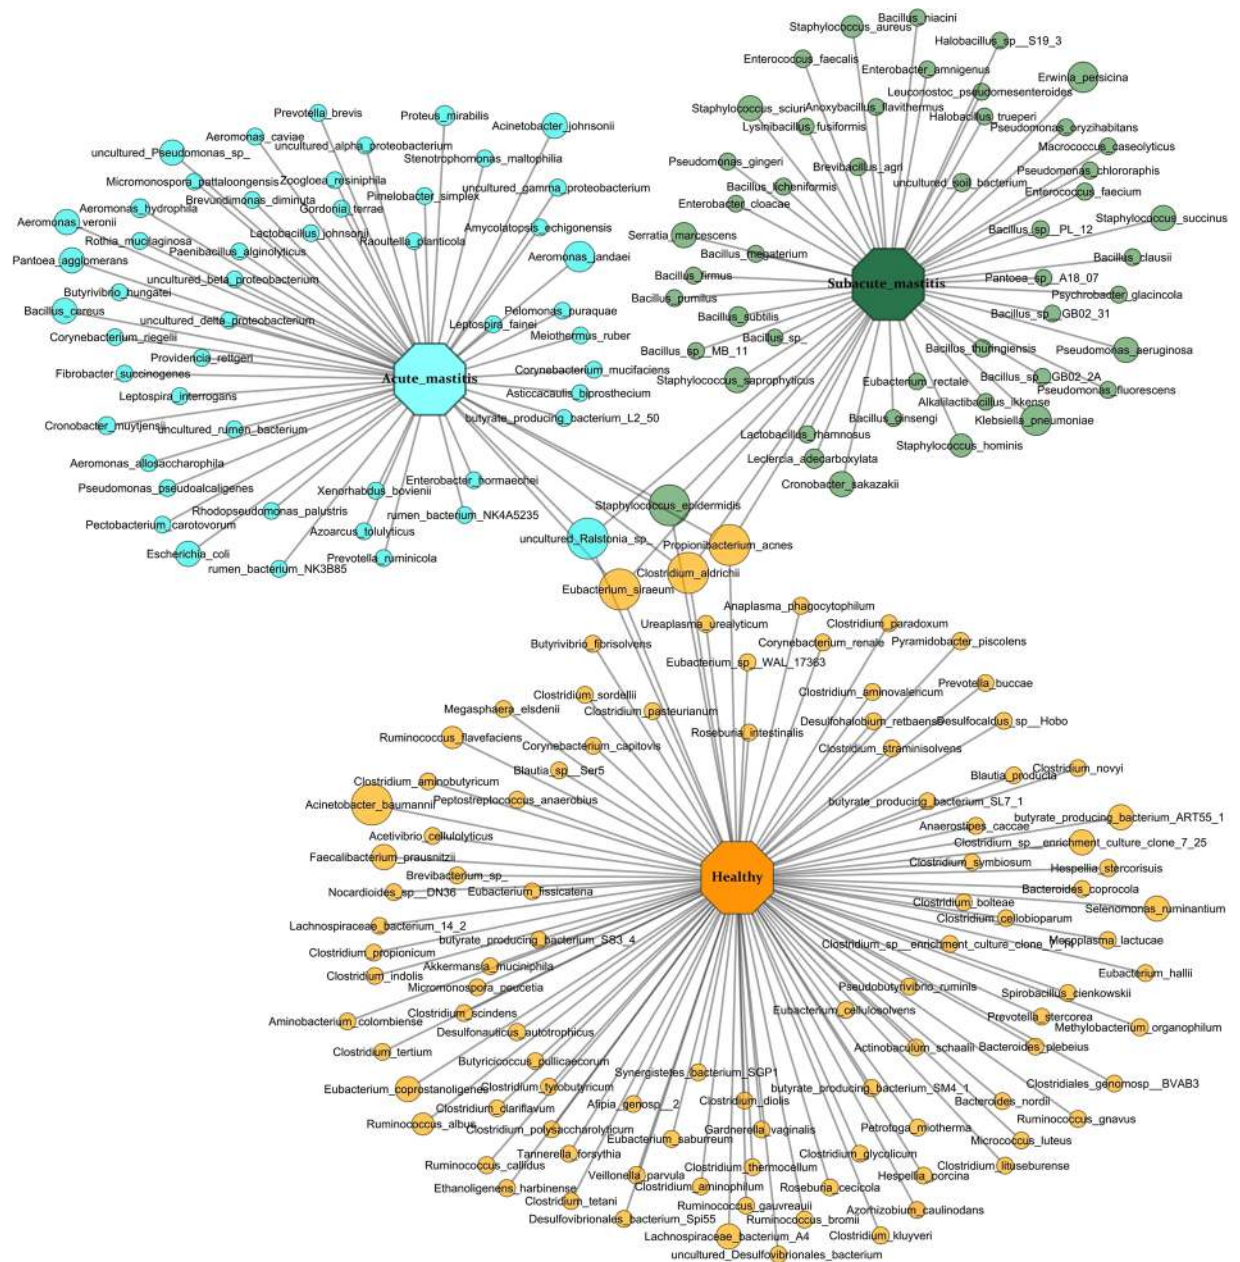 Bacillus_niacini
Staphylococcus_aureus
Halobacillus_sp__S19_3
Enterococcus_faecalis
Enterobacter_amnigenus
Erwinia_persicina
Leuconostoc_pseudomesenteroides
Staphylococcus_sciuri
Anoxybacillus_flavithermus
Halobacillus_trueperi
Lysinibacillus_fusiformis
Pseudomonas_oryzihabitans
Macrococcus_caseolyticus
Pseudomonas_gingeri
Brevibacillus_agri
Pseudomonas_chlororaphis
Bacillus_licheniformis
uncultured_soil_bacterium
Enterococcus_faecium
Enterobacter_cloacae
Staphylococcus_succinus
Serratia_marcescens
Bacillus_sp__PL_12
Bacillus_megaterium
Bacillus_clausii
Bacillus_firmus
Subacute_mastitis
Pantoea_sp_A18_07
Bacillus_pumilus
Psychrobacter_glacincola
Bacillus_subtilis
Bacillus_sp__GB02_31
Bacillus_sp_
Bacillus_sp__MB_11
Bacillus_thuringiensis
Pseudomonas_aeruginosa
Staphylococcus_saprophyticus
Eubacterium_rectale
Bacillus_sp__GB02_2A
Pseudomonas_fluorescens
Alkalilactibacillus_ikkense
Bacillus_ginsengi
Klebsiella_pneumoniae
Lactobacillus_rhamnosus
Staphylococcus_hominis
Leclercia_adecarboxylata
Cronobacter_sakazakii
Prevotella_brevis
Proteus_mirabilis
Acinetobacter_johnsonii
Aeromonas_caviae
uncultured_alpha_proteobacterium
uncultured_Pseudomonas_sp_
Stenotrophomonas_maltophilia
Micromonospora_pattaloongensis
Zoogloea_resiniphila
uncultured_gamma_proteobacterium
Brevundimonas_diminuta
Pimelobacter_simplex
Aeromonas_hydrophila
Gordonia_terrae
Aeromonas_veronii
Lactobacillus_johnsonii
Amycolatopsis_echigonensis
Rothia_mucilaginosa
Raoultella_planticola
Paenibacillus_alginolyticus
Pantoea_agglomerans
Aeromonas_jandaei
uncultured_beta_proteobacterium
Butyrivibrio_hungatei
Bacillus_cereus
Pelomonas_puraquae
uncultured_delta_proteobacterium
Leptospira_fainei
Corynebacterium_riegelii
Meiothermus_ruber
Providencia_rettgeri
Fibrobacter_succinogenes
Acute_mastitis
Corynebacterium_mucifaciens
Leptospira_interrogans
Asticcacaulis_biprosthecium
butyrate_producing_bacterium_L2_50
Cronobacter_muytjensii
uncultured_rumen_bacterium
Aeromonas_allosaccharophila
Enterobacter_hormaechei
Pseudomonas_pseudoalcaligenes
Xenorhabdus_bovienii
Rhodopseudomonas_palustris
rumen_bacterium_NK4A5235
Pectobacterium_carotovorum
Azoarcus_tolulyticus
Escherichia_coli
Prevotella_ruminicola
rumen_bacterium_NK3B85
Staphylococcus_epidermidis
uncultured_Ralstonia_sp_
Propionibacterium_acnes
Clostridium_aldrichii
Eubacterium_siraeum
Anaplasma_phagocytophilum
Ureaplasma_urealyticum
Clostridium_paradoxum
Butyrivibrio_fibrisolvens
Corynebacterium_renale
Pyramidobacter_piscolens
Eubacterium_sp__WAL_17363
Prevotella_buccae
Clostridium_sordellii
Clostridium_aminovalericum
Megasphaera_elsdenii
Clostridium_pasteurianum
Desulfohalobium_retbaense
Desulfocaldus_sp__Hobo
Ruminococcus_flavefaciens
Roseburia_intestinalis
Corynebacterium_capitovis
Clostridium_straminisolvens
Blautia_sp__Ser5
Clostridium_novyi
Clostridium_aminobutyricum
Blautia_producta
Acinetobacter_baumannii
Peptostreptococcus_anaerobius
butyrate_producing_bacterium_SL7_1
butyrate_producing_bacterium_ART55_1
Acetivibrio_cellulolyticus
Anaerostipes_caccae
Clostridium_sp__enrichment_culture_clone_7_25
Faecalibacterium_prausnitzii
Clostridium_symbiosum
Hespellia_stercorisuis
Brevibacterium_sp_
Healthy
Nocardioides_sp__DN36
Eubacterium_fissicatena
Bacteroides_coprocola
Clostridium_bolteae
Selenomonas_ruminantium
Lachnospiraceae_bacterium_14_2
Clostridium_cellobioparum
butyrate_producing_bacterium_SS3_4
Clostridium_sp__enrichment_culture_clone_7_14
Mesoplasma_lactucae
Clostridium_propionicum
Akkermansia_muciniphila
Clostridium_indolis
Eubacterium_hallii
Micromonospora_peucetia
Pseudobutyrivibrio_ruminis
Spirobacillus_cienkowskii
Clostridium_scindens
Eubacterium_cellulosolvens
Aminobacterium_colombiense
Prevotella_stercorea
Desulfonauticus_autotrophicus
Methylobacterium_organophilum
Clostridium_tertium
Actinobaculum_schaalii
Bacteroides_plebeius
Butyricicoccus_pullicaecorum
Synergistetes_bacterium_SGP1
Eubacterium_coprostanoligenes
Clostridium_tyrobutyricum
butyrate_producing_bacterium_SM4_1
Clostridiales_genomosp__BVAB3
Clostridium_clariflavum
Afipia_genosp__2
Clostridium_diolis
Bacteroides_nordii
Ruminococcus_albus
Clostridium_polysaccharolyticum
Gardnerella_vaginalis
Petrotoga_miotherma
Ruminococcus_gnavus
Eubacterium_saburreum
Micrococcus_luteus
Tannerella_forsythia
Clostridium_glycolicum
Ruminococcus_callidus
Clostridium_thermocellum
Clostridium_lituseburense
Veillonella_parvula
Hespellia_porcina
Ethanoligenens_harbinense
Clostridium_aminophilum
Roseburia_cecicola
Clostridium_tetani
Ruminococcus_gauvreauii
Azorhizobium_caulinodans
Desulfovibrionales_bacterium_Spi55
Ruminococcus_bromii
Lachnospiraceae_bacterium_A4
Clostridium_kluyveri
uncultured_Desulfovibrionales_bacterium